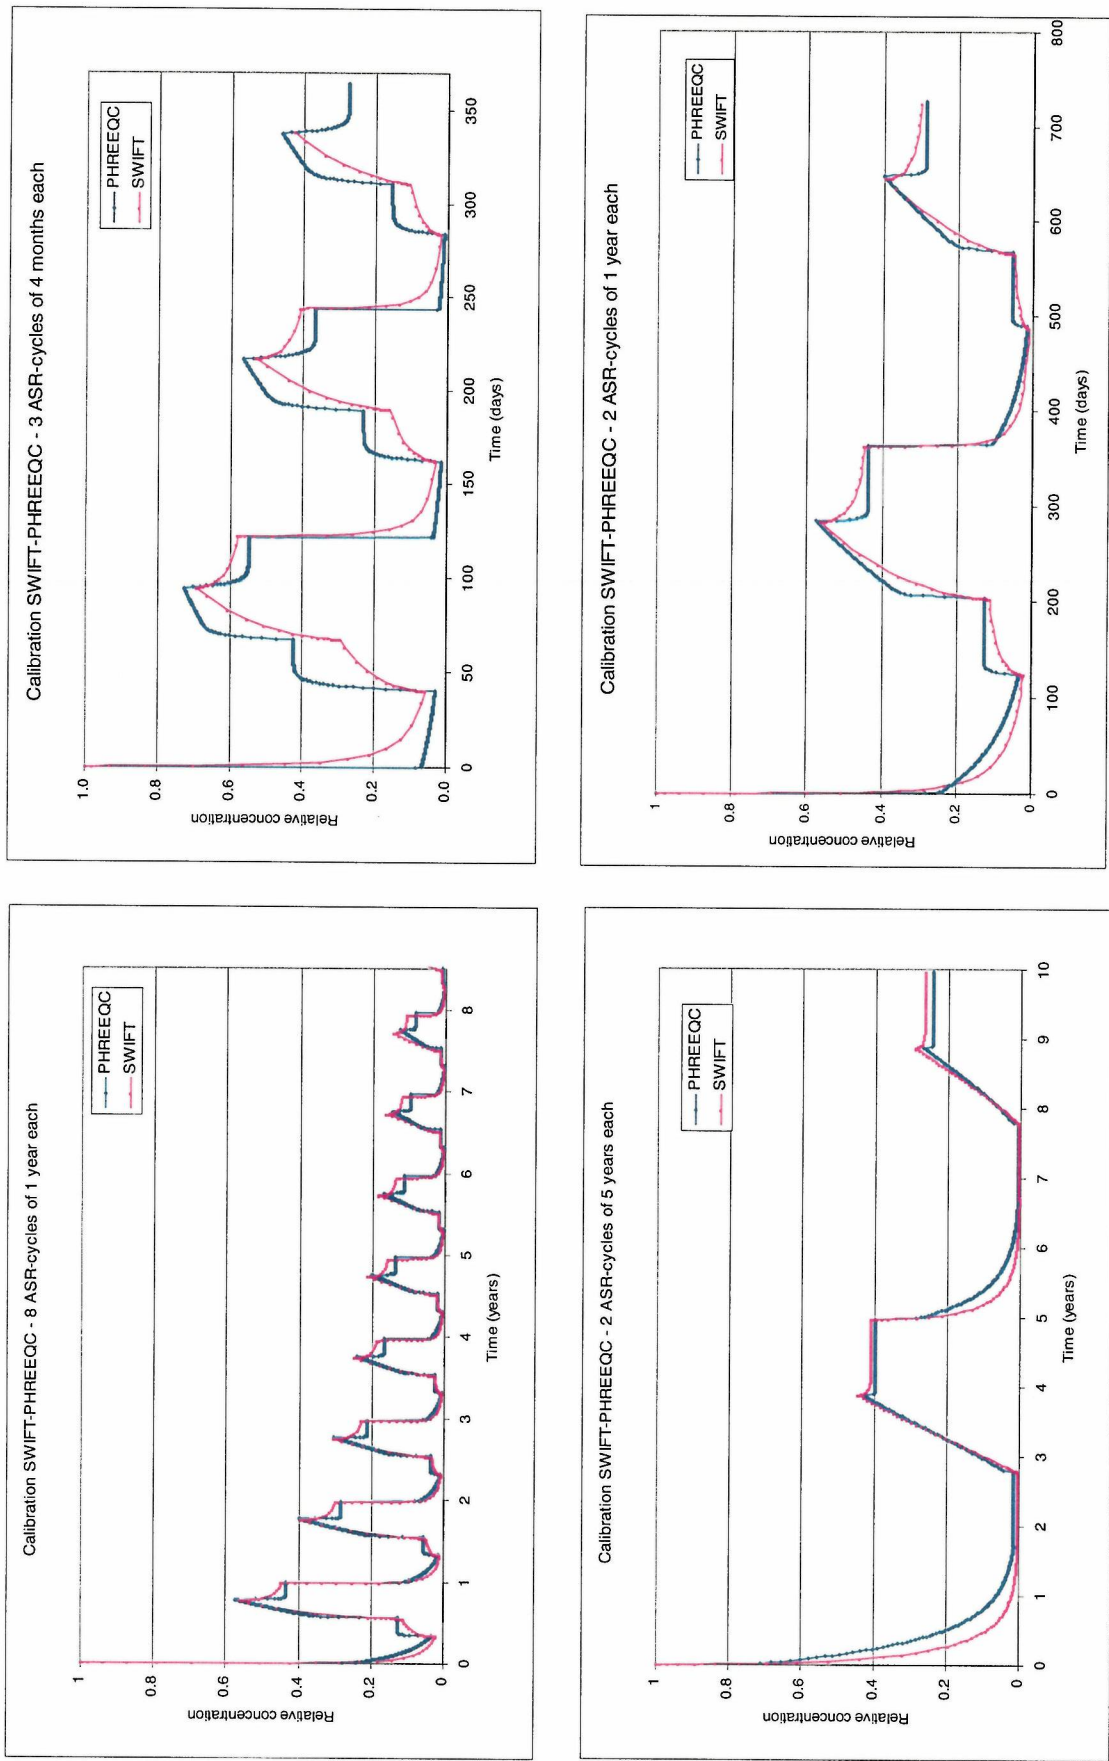 Calibration SWIFT-PHREEQC - 8 ASR-cycles of 1 year each
PHREEQC
SWIFT
Relative concentration
1
0.8
0.6
0.4
0.2
0
0 1 2 3 4 5 6 7 8
Time (years)
Calibration SWIFT-PHREEQC - 3 ASR-cycles of 4 months each
PHREEQC
SWIFT
Relative concentration
1.0
0.8
0.6
0.4
0.2
0.0
0 50 100 150 200 250 300 350
Time (days)
Calibration SWIFT-PHREEQC - 2 ASR-cycles of 5 years each
PHREEQC
SWIFT
Relative concentration
1
0.8
0.6
0.4
0.2
0
0 1 2 3 4 5 6 7 8 9 10
Time (years)
Calibration SWIFT-PHREEQC - 2 ASR-cycles of 1 year each
PHREEQC
SWIFT
Relative concentration
1
0.8
0.6
0.4
0.2
0
0 100 200 300 400 500 600 700 800
Time (days)